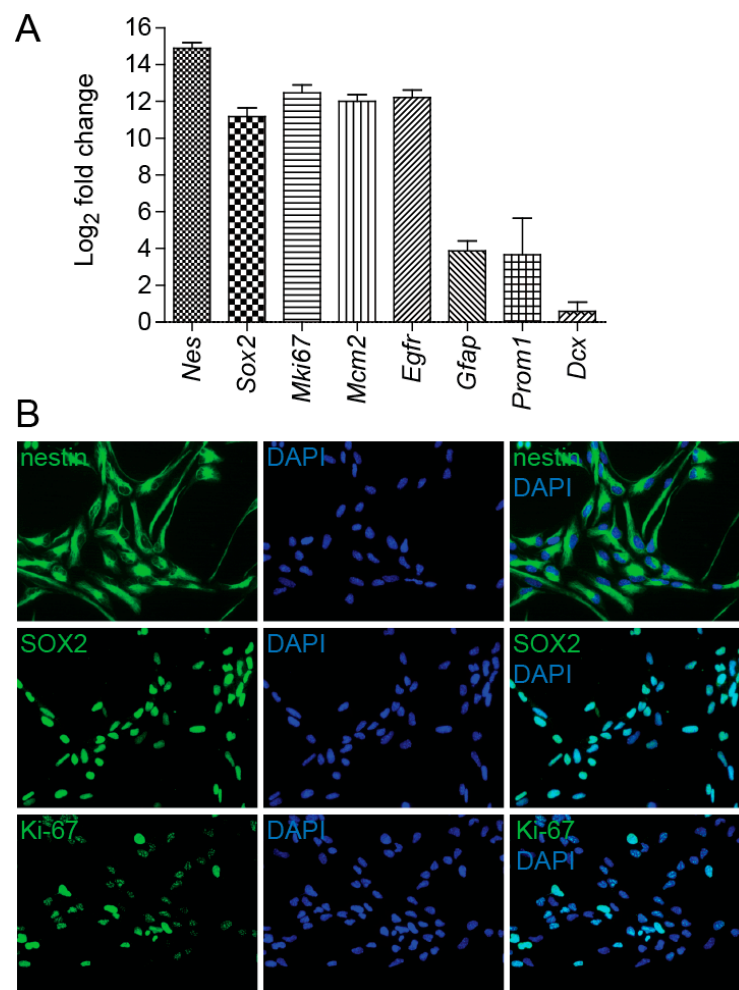 A
Log2 fold change
16
14
12
10
8
6
4
2
0
Nes
Sox2
Mki67
Mcm2
Egfr
Gfap
Prom1
Dcx
B
nestin
DAPI
nestin
DAPI
SOX2
DAPI
SOX2
DAPI
Ki-67
DAPI
Ki-67
DAPI